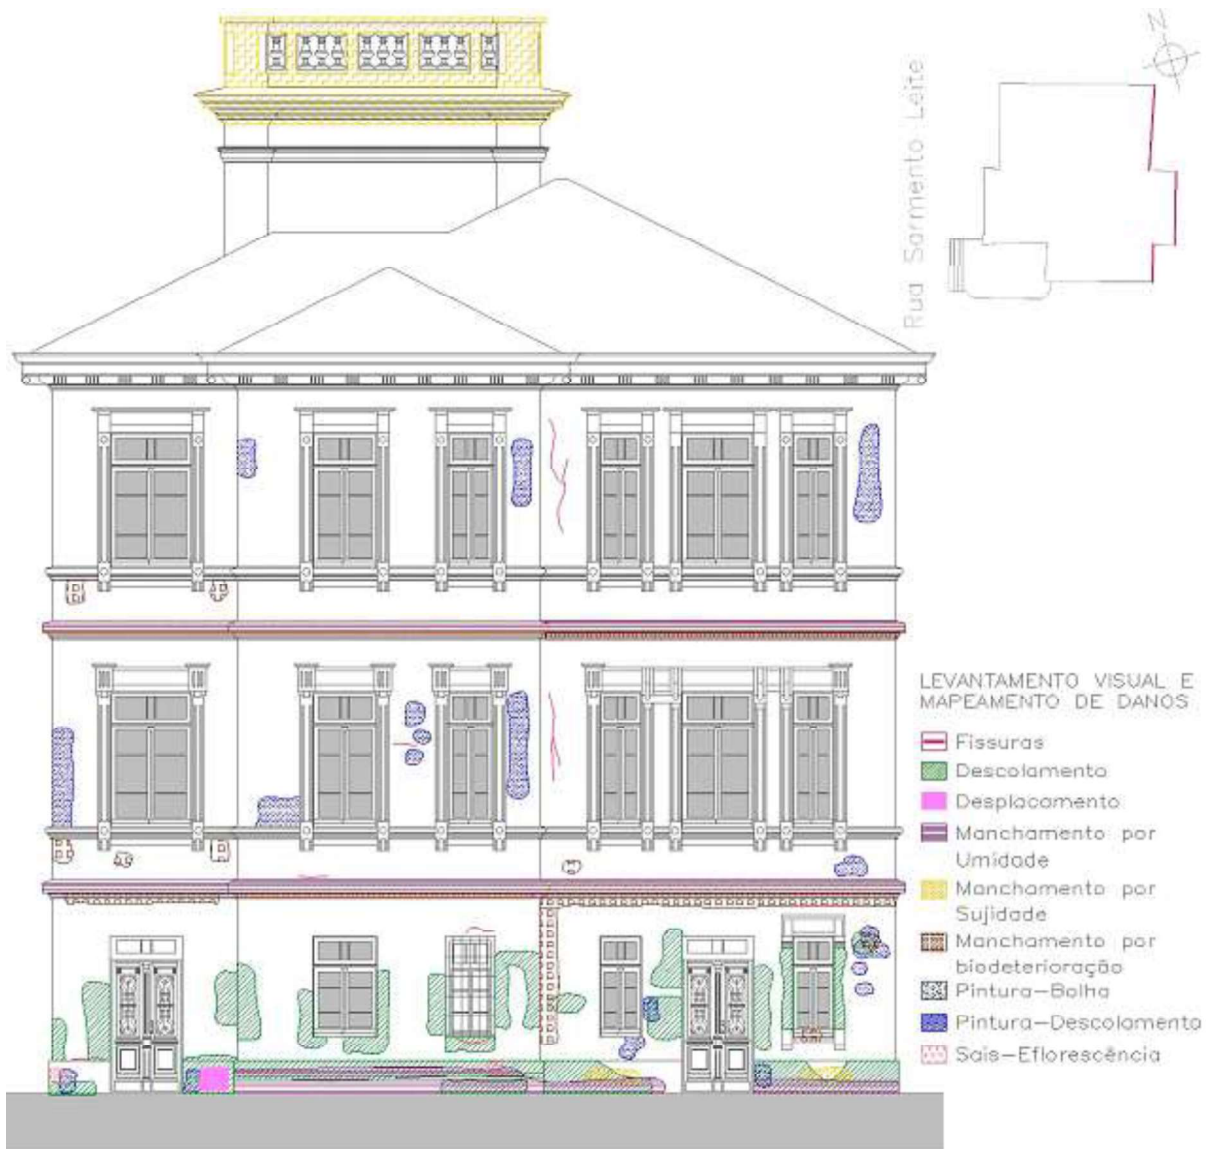 N
Rua Sarmento Leite
LEVANTAMENTO VISUAL E
MAPEAMENTO DE DANOS
Fissuras
Descolamento
Desplacamento
Manchamento por
Umidade
Manchamento por
Sujidade
Manchamento por
biodeterioração
Pintura-Bolha
Pintura-Descolamento
Sais-Eflorescência